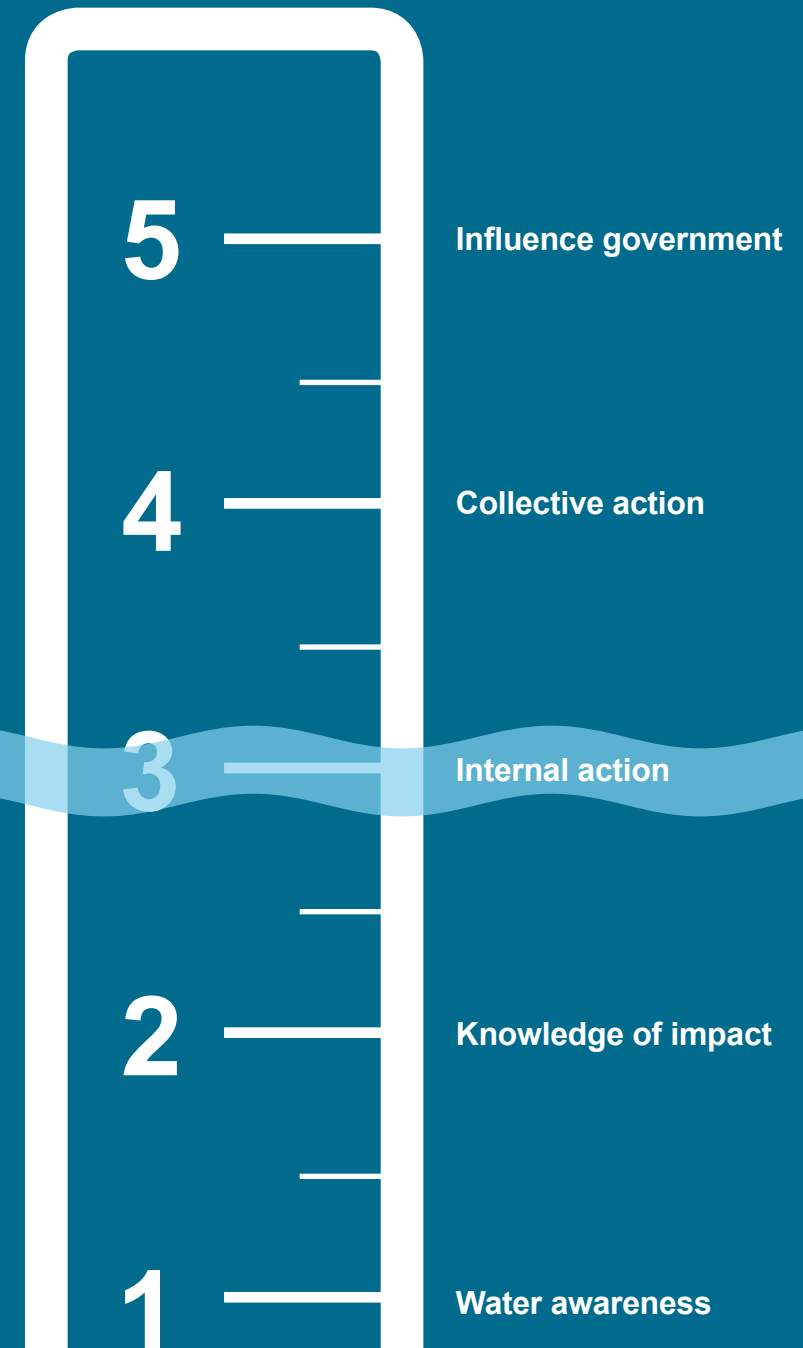 5 Influence government
4 Collective action
3 Internal action
2 Knowledge of impact
1 Water awareness